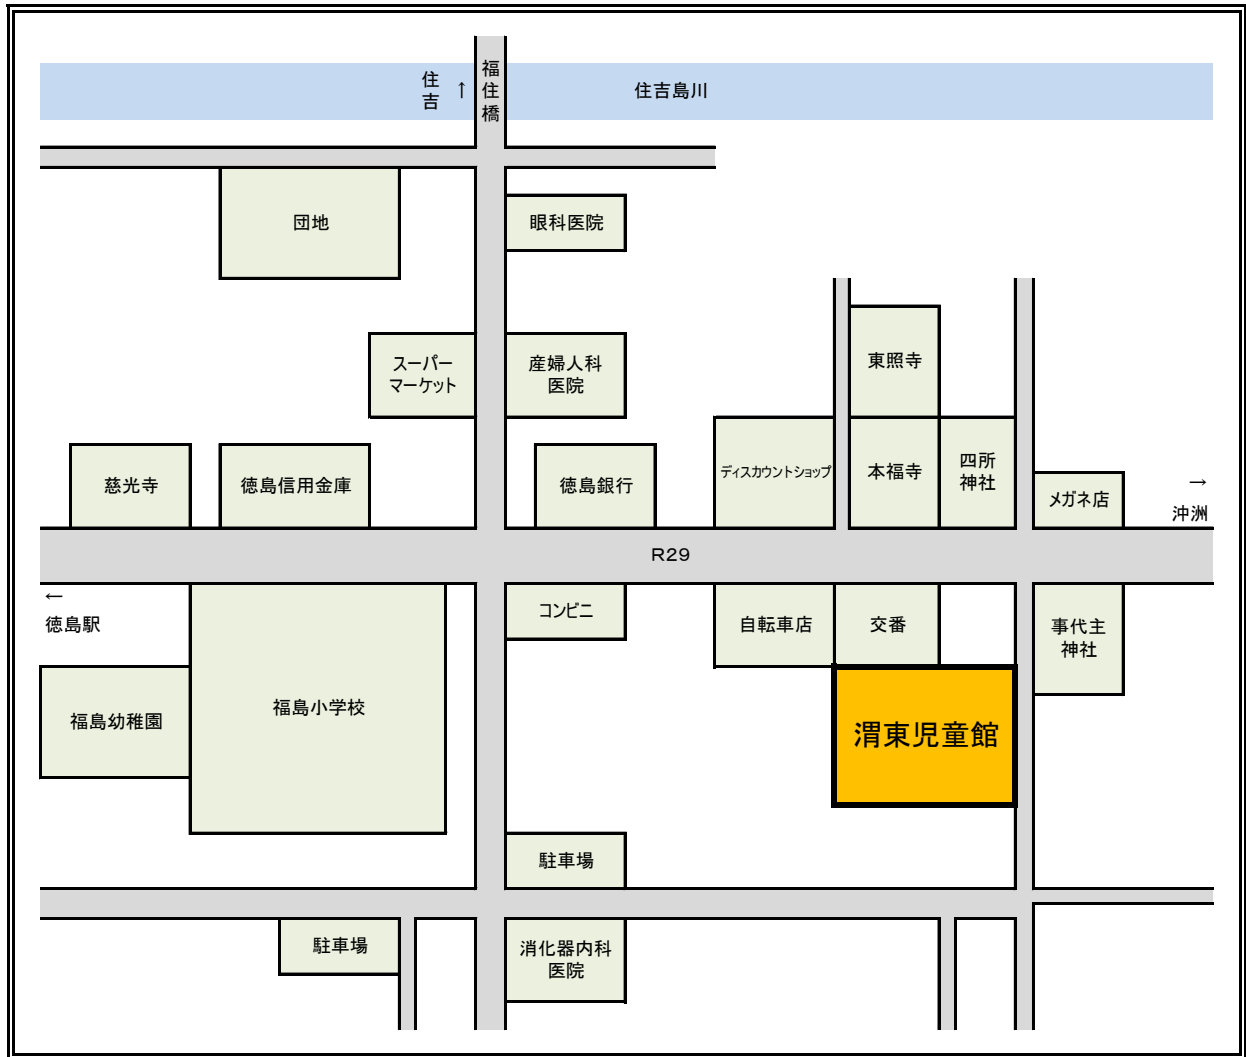 福
住
橋
住
吉
↑
住吉島川
団地
眼科医院
スーパー
マーケット
産婦人科
医院
東照寺
慈光寺
徳島信用金庫
徳島銀行
ディスカウントショップ
本福寺
四所
神社
メガネ店
→
沖洲
R29
←
徳島駅
コンビニ
自転車店
交番
事代主
神社
福島幼稚園
福島小学校
渭東児童館
駐車場
駐車場
消化器内科
医院